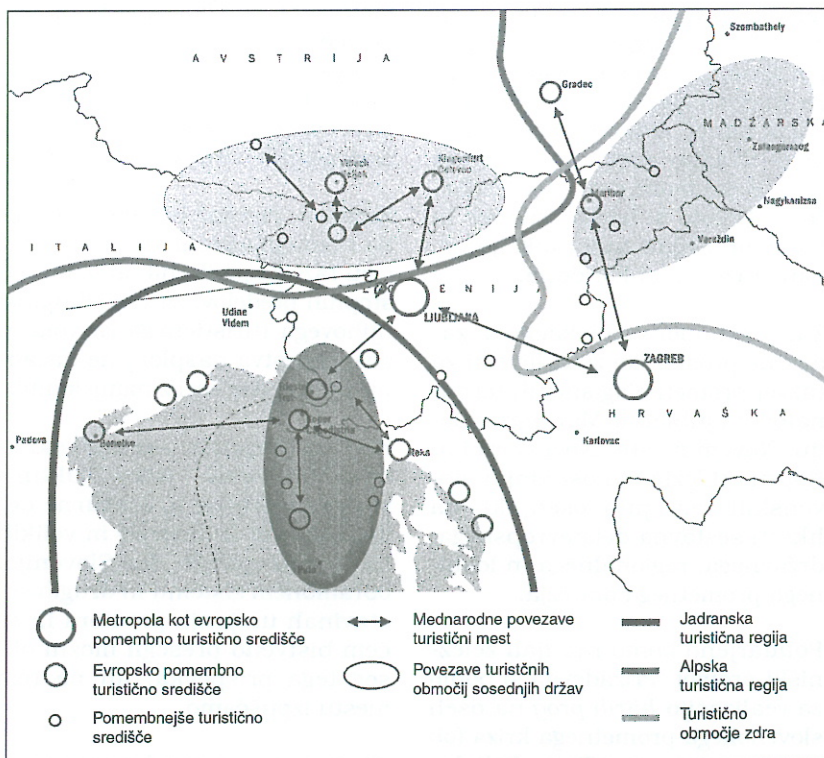 Szombathely
A V S T R I J A
Gradec
M A D Ž A R S K A
Villach
Beljak
Klagenfurt
Celovec
Zalaegerszeg
Maribor
Nagykanizsa
Varaždin
I T A L I J A
E N I J A
LJUBLJANA
Udine
Videm
ZAGREB
H R V A Š K A
Koper
Padova
Benetke
Reka
Karlovac
Pula
Metropola kot evropsko
pomembno turistično središče
Evropsko pomembno
turistično središče
Pomembnejše turistično
središče
Mednarodne povezave
turistični mest
Povezave turistčnih
območij sosednjih držav
Jadranska
turistična regija
Alpska
turistična regija
Turistično
območje zdra